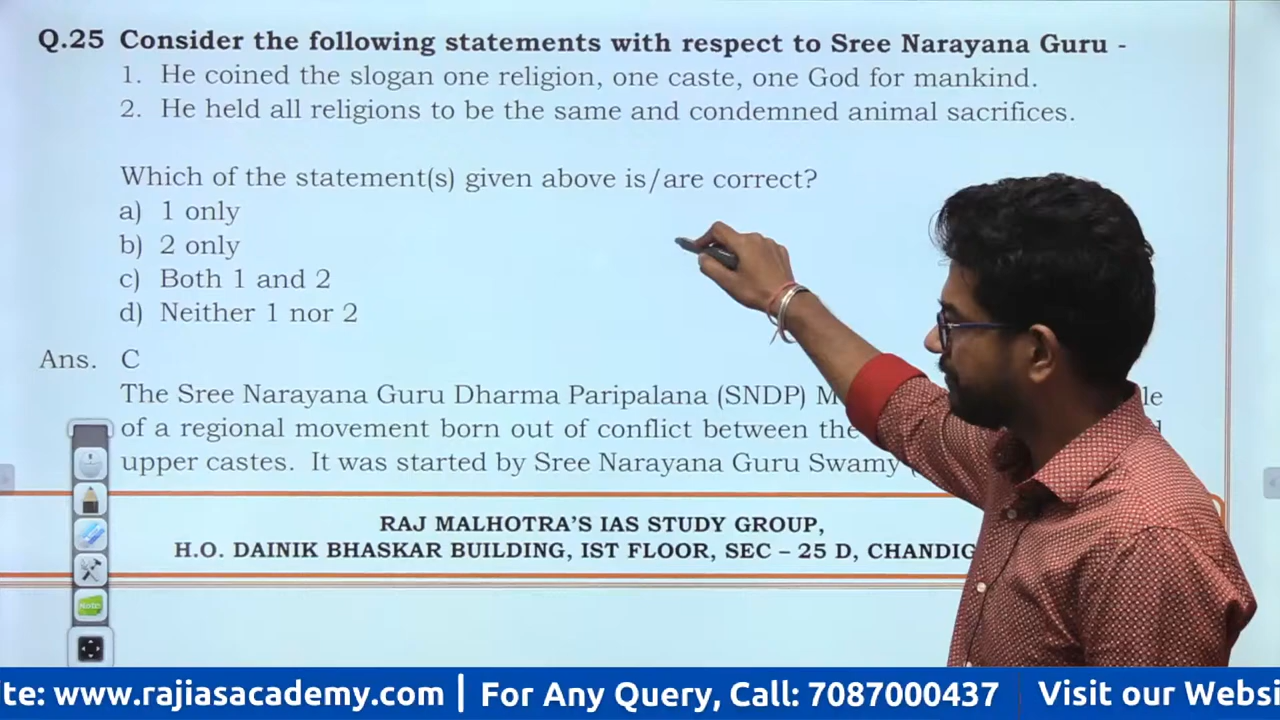 Q.25 Consider the following statements with respect to Sree Narayana Guru -
1. He coined the slogan one religion, one caste, one God for mankind.
2. He held all religions to be the same and condemned animal sacrifices.
Which of the statement(s) given above is/are correct?
a) 1 only
b) 2 only
c) Both 1 and 2
d) Neither 1 nor 2
Ans. C
The Sree Narayana Guru Dharma Paripalana (SNDP)
of a regional movement born out of conflict between the
upper castes. It was started by Sree Narayana Guru Swamy
RAJ MALHOTRA'S IAS STUDY GROUP,
H.O. DAINIK BHASKAR BUILDING, IST FLOOR, SEC – 25 D,
Notes
www.rajiasacademy.com | For Any Query, Call: 7087000437 | Visit our